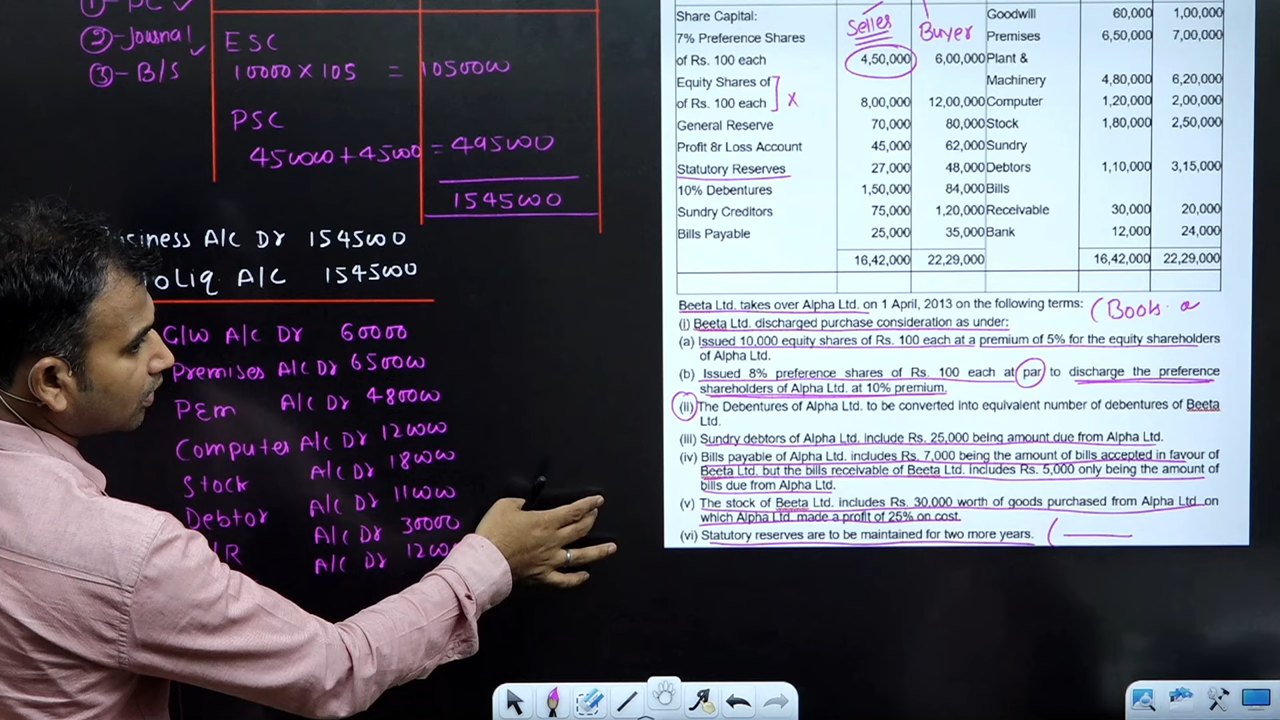 ① - PC ✓
② - Journal ✓
③ - B/S
ESC
10000 × 105 = 1050000
PSC
450000 + 45000 = 495000
1545000
Business A/c Dr 1545000
To Liq A/C 1545000
G/W A/c Dr 60000
Premises A/c Dr 650000
P&m A/c Dr 480000
Computer A/c Dr 120000
Stock A/c Dr 180000
Debtor A/c Dr 110000
A/c Dr 30000
A/c Dr 1200
Seller Buyer
Share Capital: Goodwill 60,000 1,00,000
7% Preference Shares Premises 6,50,000 7,00,000
of Rs. 100 each 4,50,000 6,00,000 Plant &
Equity Shares of Machinery 4,80,000 6,20,000
of Rs. 100 each X 8,00,000 12,00,000 Computer 1,20,000 2,00,000
General Reserve 70,000 80,000 Stock 1,80,000 2,50,000
Profit 8r Loss Account 45,000 62,000 Sundry
Statutory Reserves 27,000 48,000 Debtors 1,10,000 3,15,000
10% Debentures 1,50,000 84,000 Bills
Sundry Creditors 75,000 1,20,000 Receivable 30,000 20,000
Bills Payable 25,000 35,000 Bank 12,000 24,000
16,42,000 22,29,000 16,42,000 22,29,000
Beeta Ltd. takes over Alpha Ltd. on 1 April, 2013 on the following terms: (Books a
(i) Beeta Ltd. discharged purchase consideration as under:
(a) Issued 10,000 equity shares of Rs. 100 each at a premium of 5% for the equity shareholders
of Alpha Ltd.
(b) Issued 8% preference shares of Rs. 100 each at par to discharge the preference
shareholders of Alpha Ltd. at 10% premium.
(ii) The Debentures of Alpha Ltd. to be converted into equivalent number of debentures of Beeta
Ltd.
(iii) Sundry debtors of Alpha Ltd. include Rs. 25,000 being amount due from Alpha Ltd.
(iv) Bills payable of Alpha Ltd. includes Rs. 7,000 being the amount of bills accepted in favour of
Beeta Ltd. but the bills receivable of Beeta Ltd. includes Rs. 5,000 only being the amount of
bills due from Alpha Ltd.
(v) The stock of Beeta Ltd. includes Rs. 30,000 worth of goods purchased from Alpha Ltd. on
which Alpha Ltd. made a profit of 25% on cost.
(vi) Statutory reserves are to be maintained for two more years.